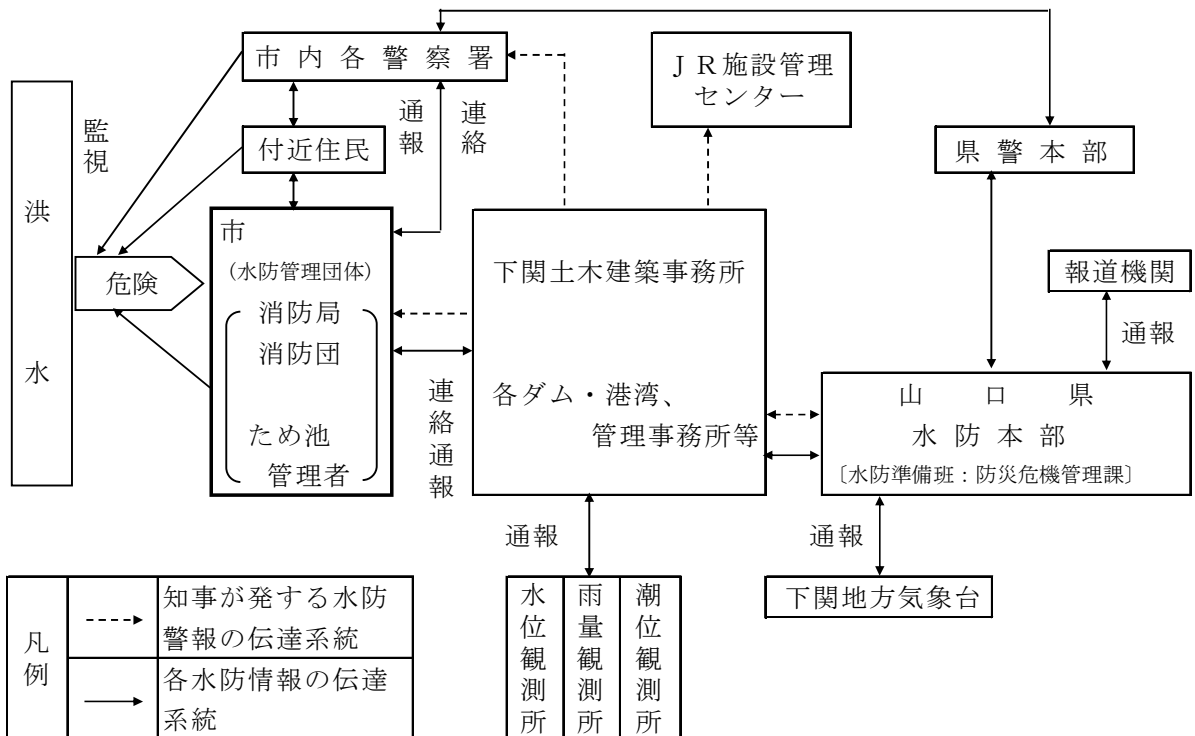 市内各警察署
ＪＲ施設管理
センター
通報
連絡
監視
付近住民
県警本部
洪水
市
(水防管理団体)
消防局
消防団
ため池
管理者
危険
下関土木建築事務所
各ダム・港湾、
管理事務所等
報道機関
通報
連絡通報
山口県
水防本部
〔水防準備班：防災危機管理課〕
通報
通報
水位観測所
雨量観測所
潮位観測所
下関地方気象台
凡例
知事が発する水防
警報の伝達系統
各水防情報の伝達
系統